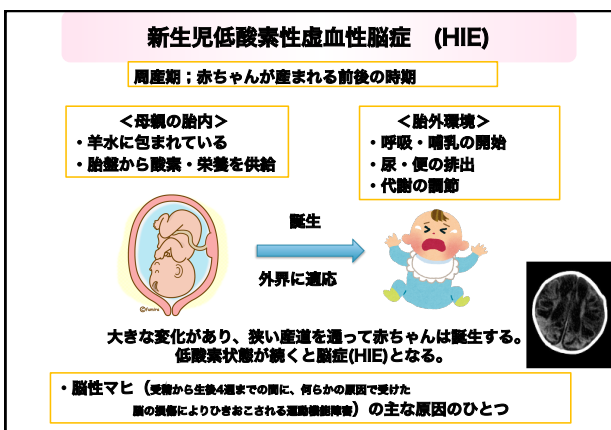 新生児低酸素性虚血性脳症　(HIE)
周産期；赤ちゃんが産まれる前後の時期
＜母親の胎内＞
・羊水に包まれている
・胎盤から酸素・栄養を供給
＜胎外環境＞
・呼吸・哺乳の開始
・尿・便の排出
・代謝の調節
誕生
外界に適応
©fumira
大きな変化があり、狭い産道を通って赤ちゃんは誕生する。
低酸素状態が続くと脳症(HIE)となる。
・脳性マヒ（受精から生後4週までの間に、何らかの原因で受けた
脳の損傷によりひきおこされる運動機能障害）の主な原因のひとつ